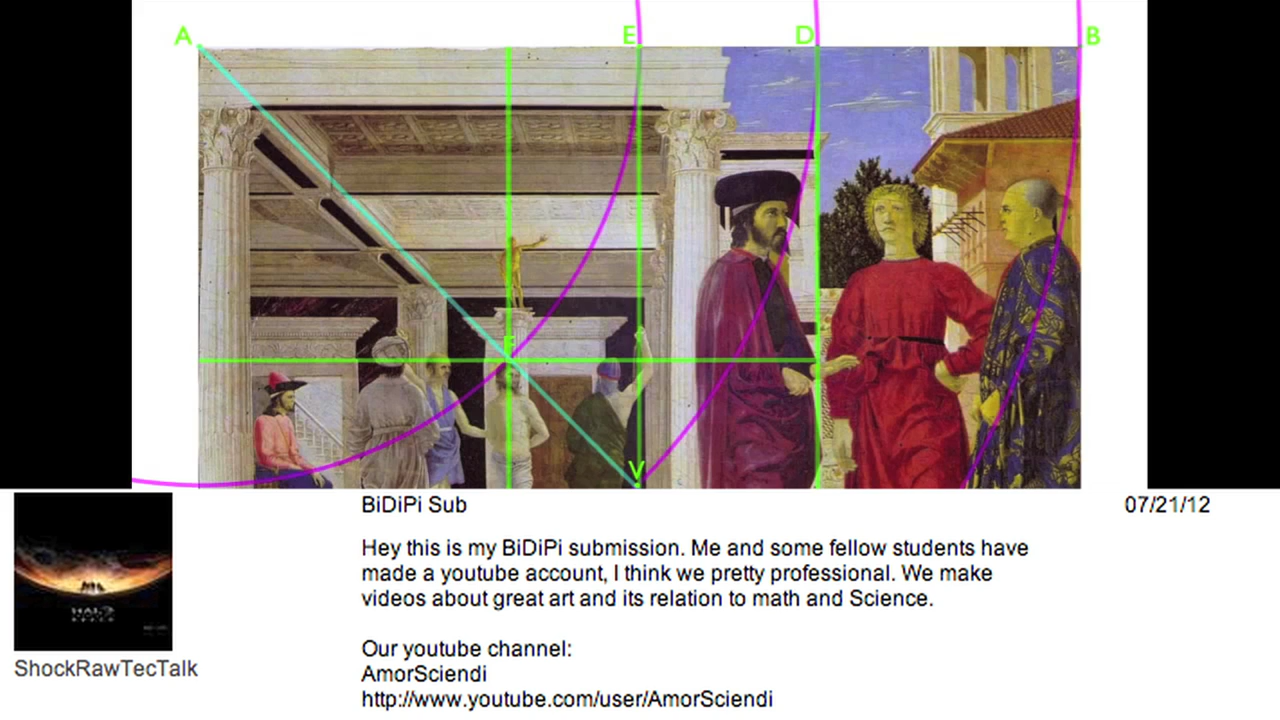 A E D B
F
V
BiDiPi Sub 07/21/12
Hey this is my BiDiPi submission. Me and some fellow students have
made a youtube account, I think we pretty professional. We make
videos about great art and its relation to math and Science.
HALO
ShockRawTecTalk
Our youtube channel:
AmorSciendi
http://www.youtube.com/user/AmorSciendi